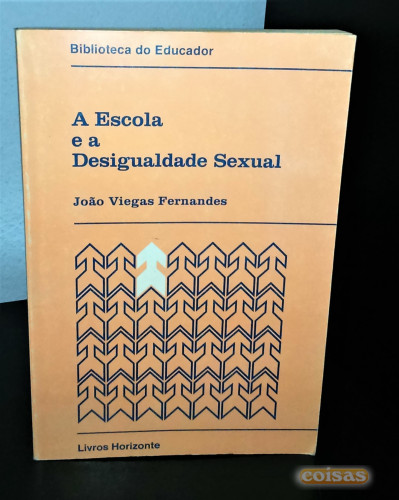 Biblioteca do Educador
A Escola
e a
Desigualdade Sexual
João Viegas Fernandes
Livros Horizonte
coisas